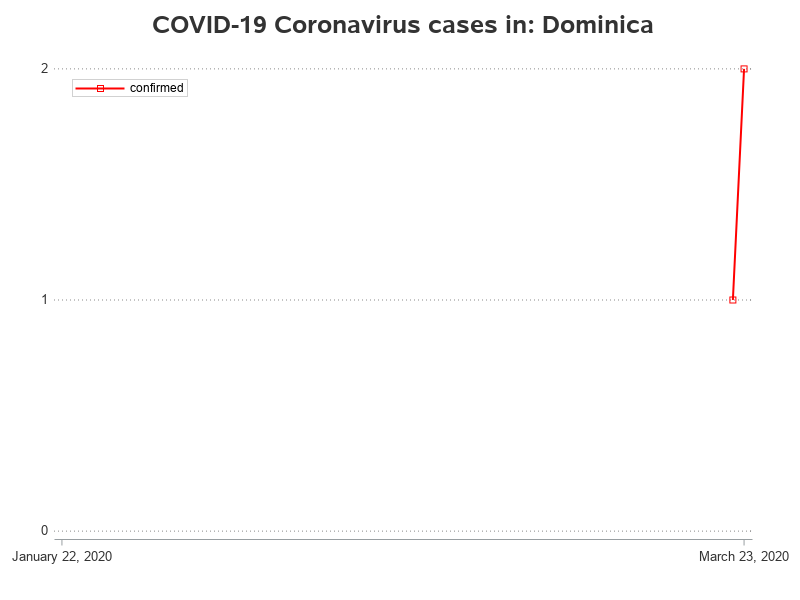 COVID-19 Coronavirus cases in: Dominica
2
confirmed
1
0
January 22, 2020
March 23, 2020